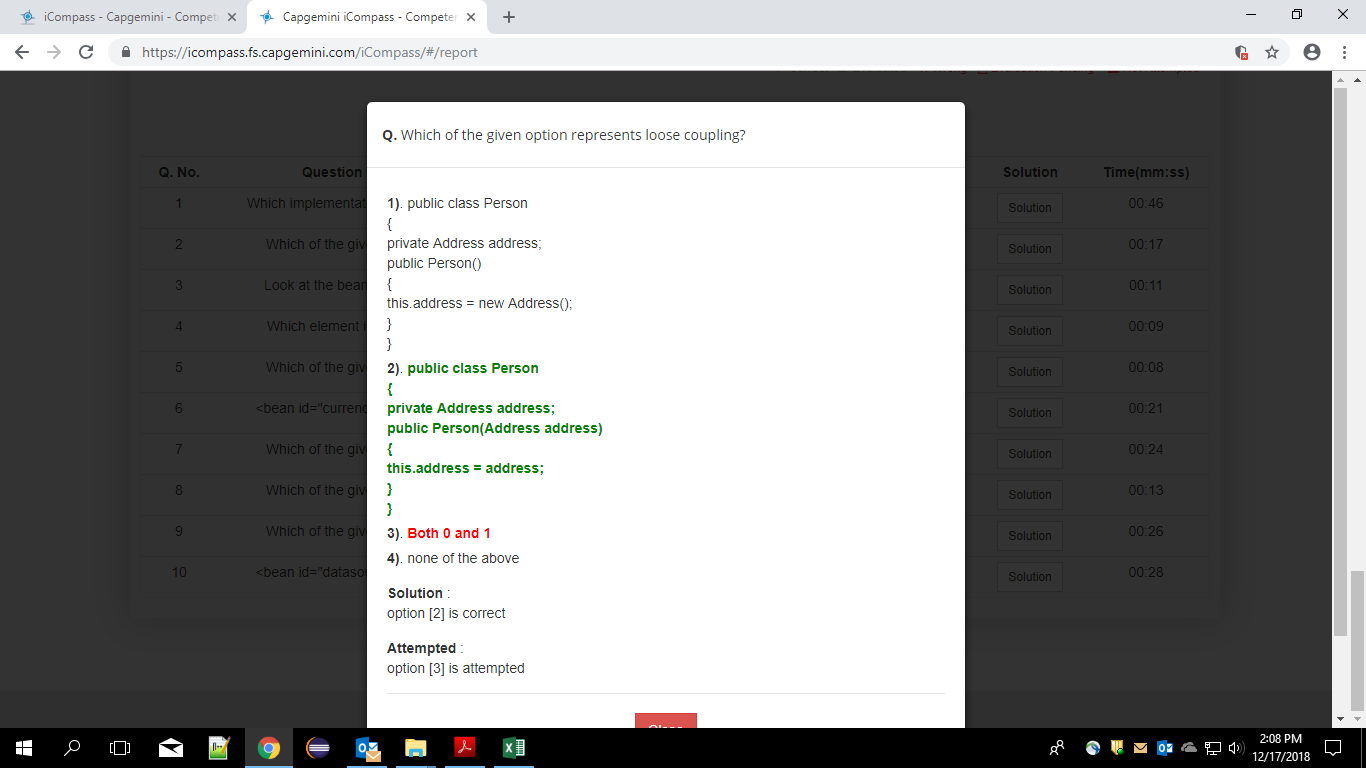 iCompass - Capgemini - Compet
Capgemini iCompass - Competen
https://icompass.fs.capgemini.com/iCompass/#/report
Q. Which of the given option represents loose coupling?
Q. No. Question Solution Time(mm:ss)
1 Which implementat Solution 00:46
2 Which of the giv Solution 00:17
3 Look at the bean Solution 00:11
4 Which element i Solution 00:09
5 Which of the giv Solution 00:08
6 <bean id="currenc Solution 00:21
7 Which of the giv Solution 00:24
8 Which of the giv Solution 00:13
9 Which of the giv Solution 00:26
10 <bean id="dataso Solution 00:28
1). public class Person
{
private Address address;
public Person()
{
this.address = new Address();
}
}
2). public class Person
{
private Address address;
public Person(Address address)
{
this.address = address;
}
}
3). Both 0 and 1
4). none of the above
Solution :
option [2] is correct
Attempted :
option [3] is attempted
Close
2:08 PM
12/17/2018